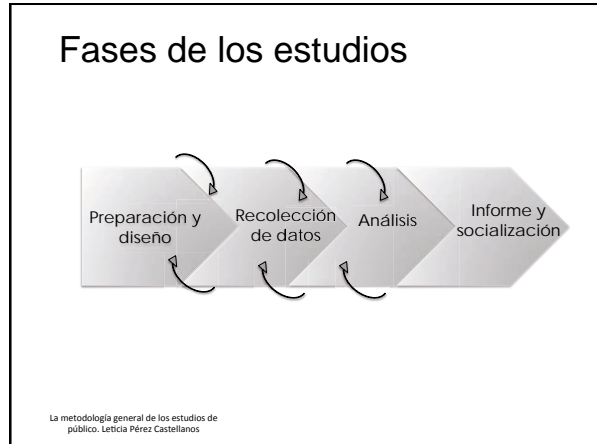 Fases de los estudios
Preparación y
diseño
Recolección
de datos
Análisis
Informe y
socialización
La metodología general de los estudios de
público. Leticia Pérez Castellanos